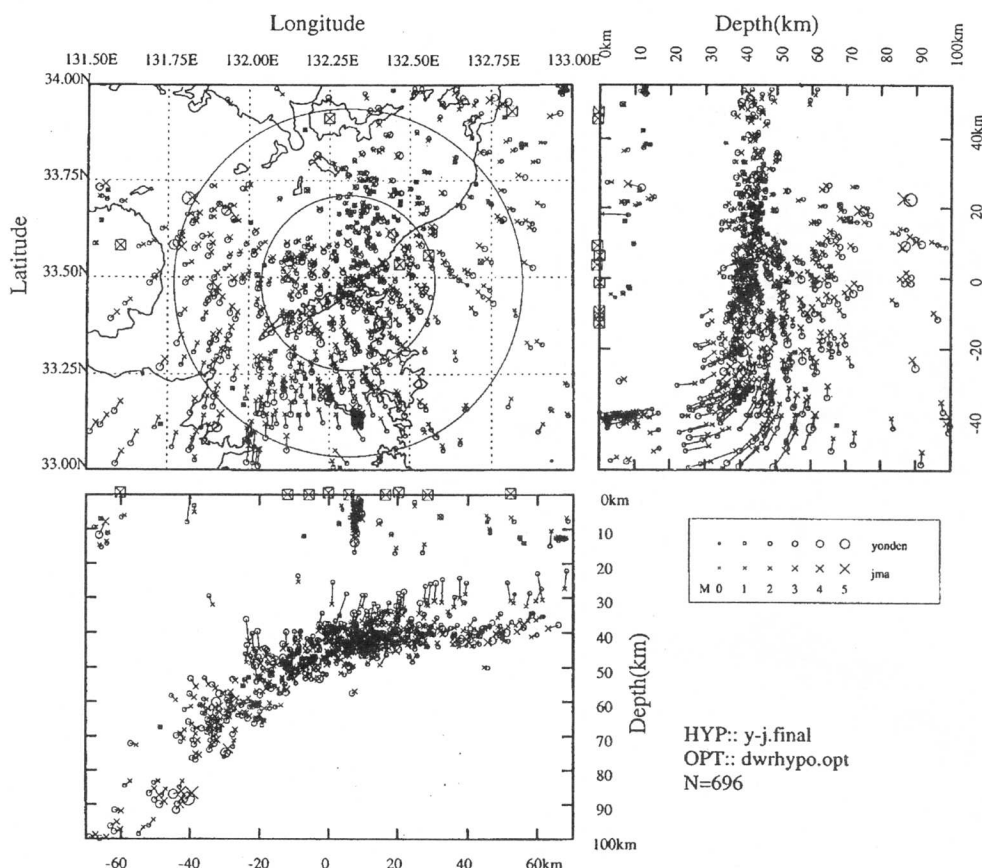 Longitude
131.50E 131.75E 132.00E 132.25E 132.50E 132.75E 133.00E
34.00N
33.75N
33.50N
33.25N
33.00N
Latitude
Depth(km)
0km 10 20 30 40 50 60 70 80 90 100km
40km
20
0
-20
-40
0km
10
20
30
40
50
60
70
80
90
100km
Depth(km)
-60 -40 -20 0 20 40 60km
yonden
jma
M 0 1 2 3 4 5
HYP:: y-j.final
OPT:: dwrhypo.opt
N=696